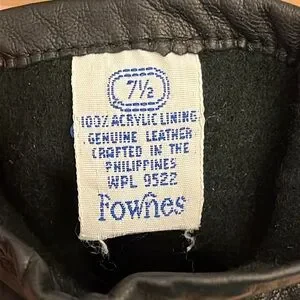 7½
100% ACRYLIC LINING
GENUINE LEATHER
CRAFTED IN THE
PHILIPPINES
WPL 9522
Fownes